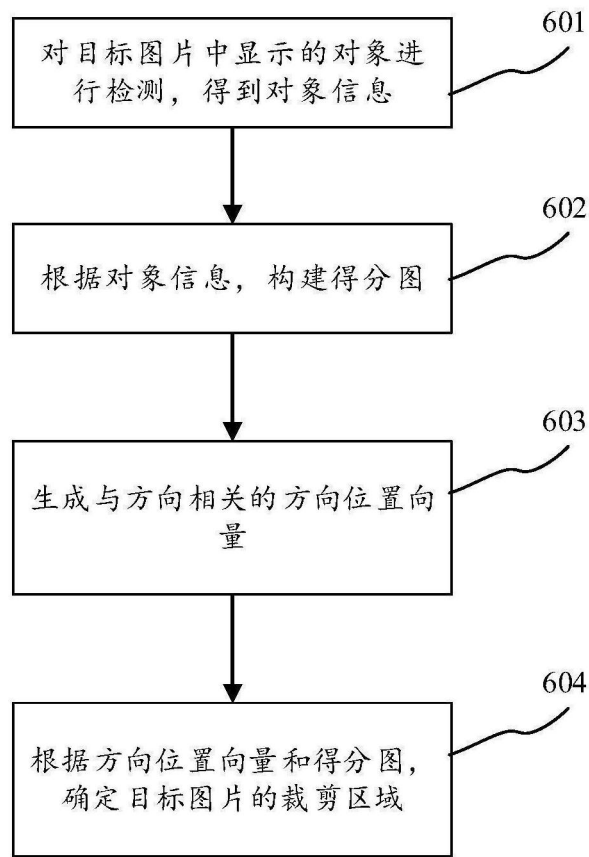 601
对目标图片中显示的对象进
行检测，得到对象信息
602
根据对象信息，构建得分图
603
生成与方向相关的方向位置向
量
604
根据方向位置向量和得分图，
确定目标图片的裁剪区域